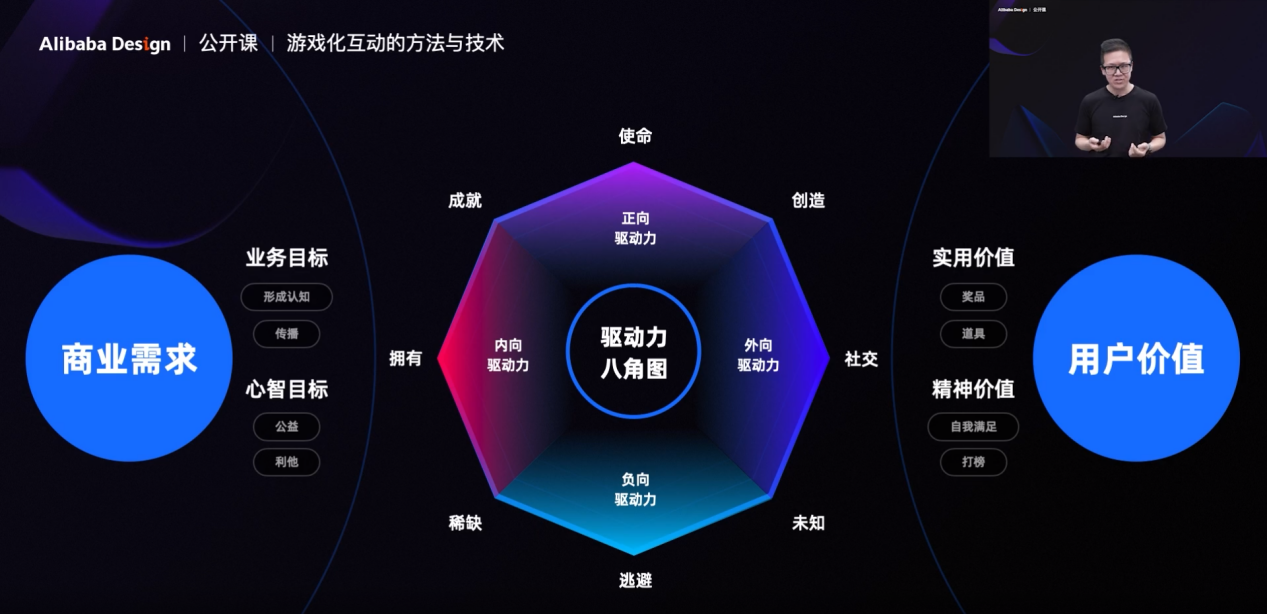 Alibaba Design | 公开课 | 游戏化互动的方法与技术
Alibaba Design | 公开课
使命
成就
创造
正向
驱动力
业务目标
形成认知
传播
商业需求
心智目标
公益
利他
拥有
内向
驱动力
驱动力
八角图
外向
驱动力
社交
实用价值
奖品
道具
用户价值
精神价值
自我满足
打榜
负向
驱动力
稀缺
未知
逃避